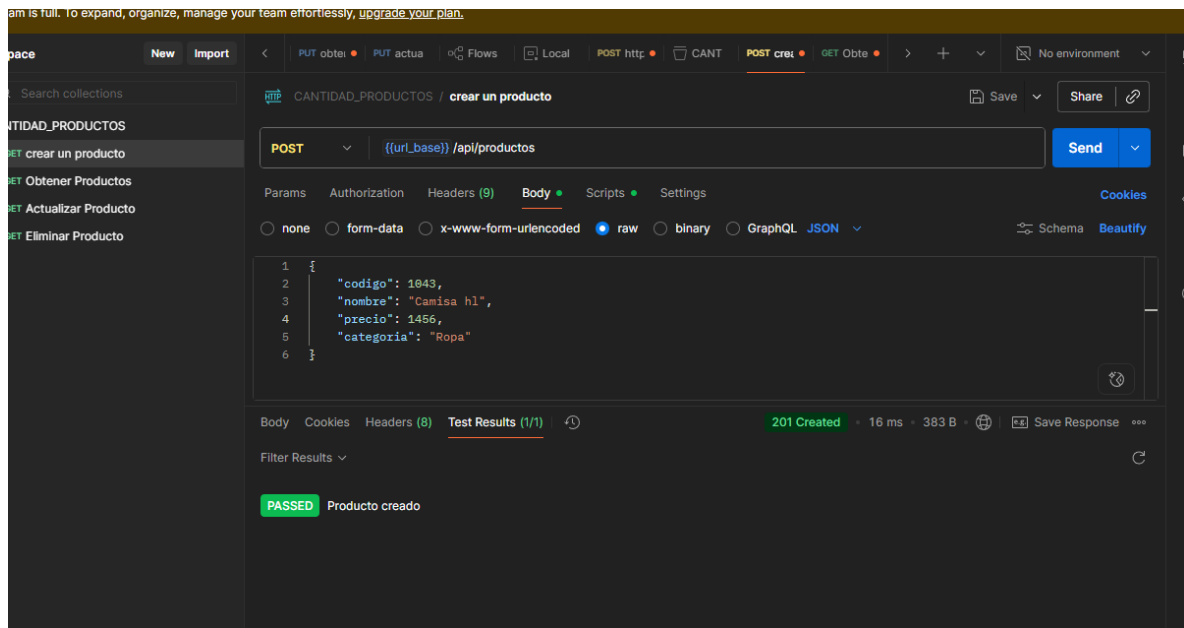 am is full. To expand, organize, manage your team effortlessly, upgrade your plan.
pace New Import
PUT obter PUT actua Flows Local POST http CANT POST crea GET Obte No environment
Search collections
CANTIDAD_PRODUCTOS / crear un producto Save Share
NTIDAD_PRODUCTOS
GET crear un producto
GET Obtener Productos
GET Actualizar Producto
GET Eliminar Producto
POST {{url_base}} /api/productos Send
Params Authorization Headers (9) Body Scripts Settings Cookies
none form-data x-www-form-urlencoded raw binary GraphQL JSON Schema Beautify
1 {
2 "codigo": 1043,
3 "nombre": "Camisa hl",
4 "precio": 1456,
5 "categoria": "Ropa"
6 }
Body Cookies Headers (8) Test Results (1/1) 201 Created 16 ms 383 B e.g. Save Response
Filter Results
PASSED Producto creado